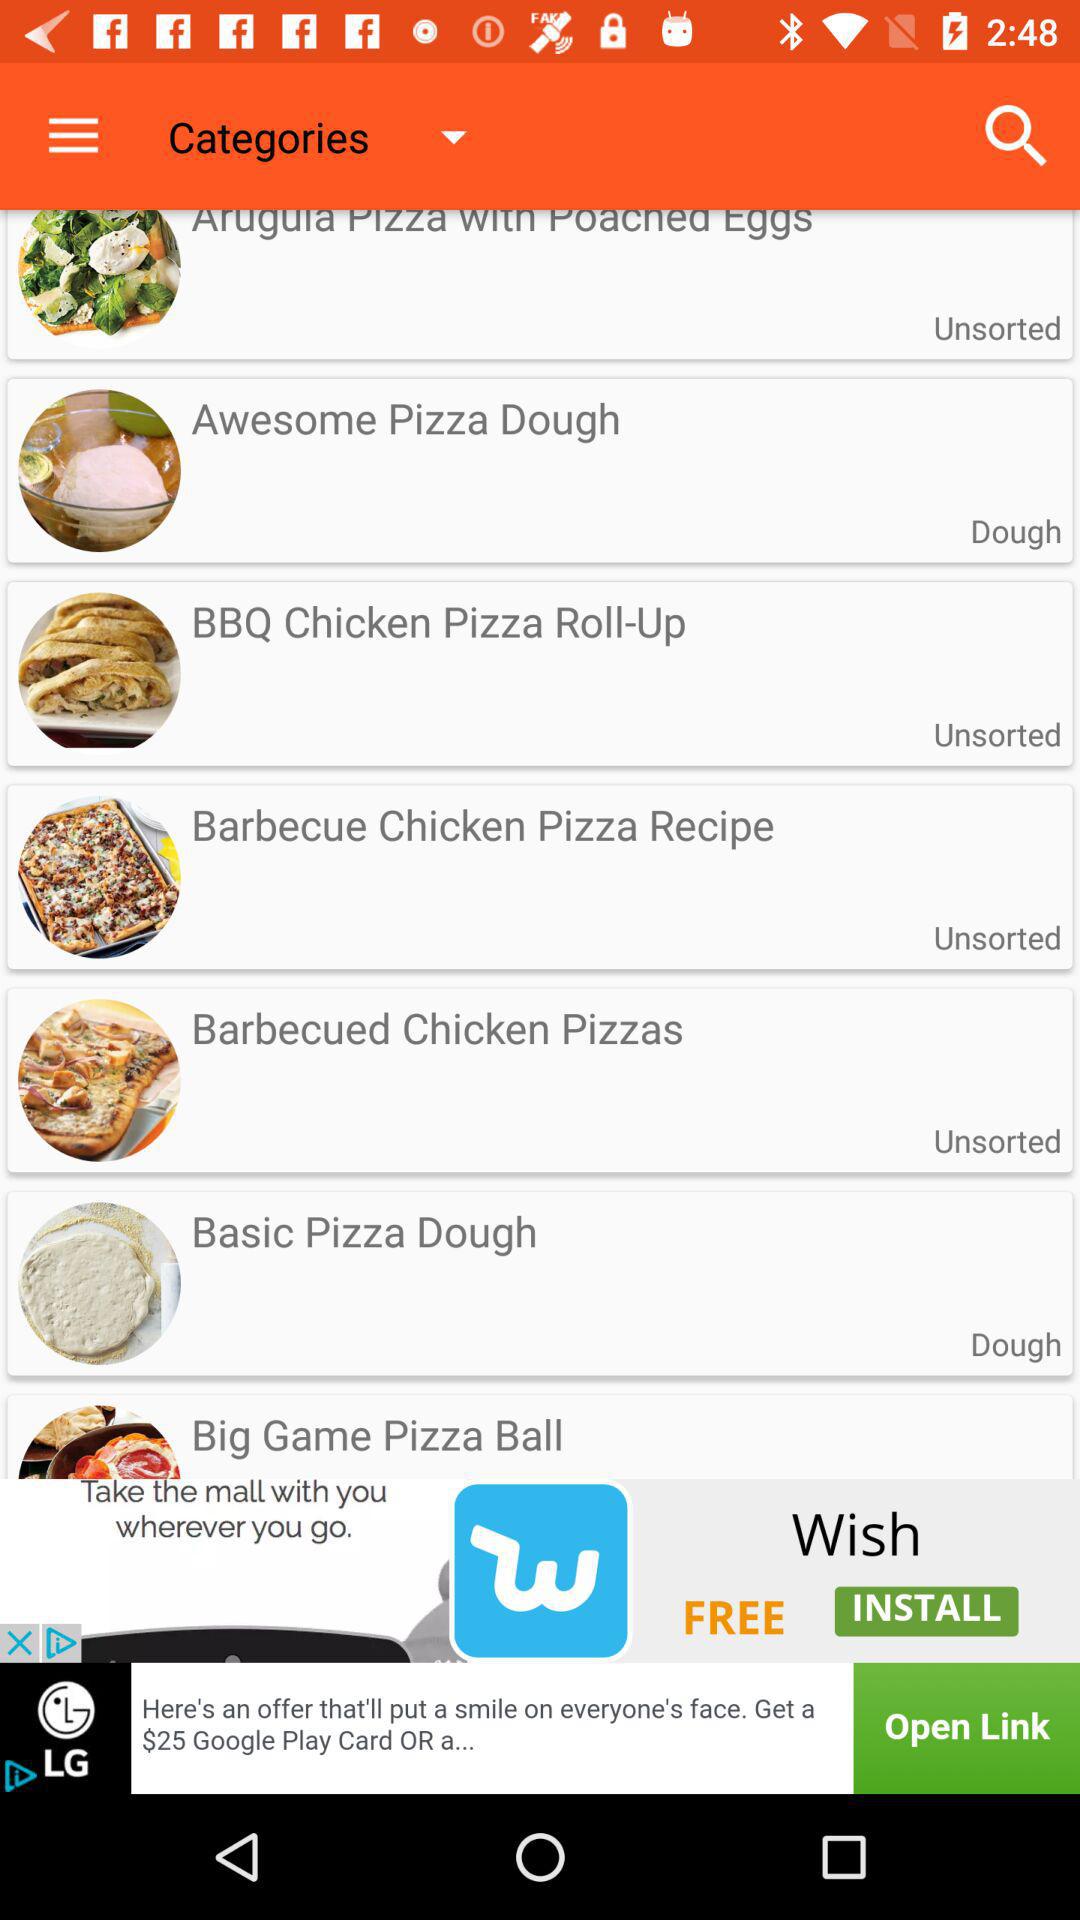 FAKE
2:48
Categories
Arugula Pizza with Poached Eggs
Unsorted
Awesome Pizza Dough
Dough
BBQ Chicken Pizza Roll-Up
Unsorted
Barbecue Chicken Pizza Recipe
Unsorted
Barbecued Chicken Pizzas
Unsorted
Basic Pizza Dough
Dough
Big Game Pizza Ball
Take the mall with you
wherever you go.
Wish
FREE INSTALL
LG
Here's an offer that'll put a smile on everyone's face. Get a
$25 Google Play Card OR a...
Open Link